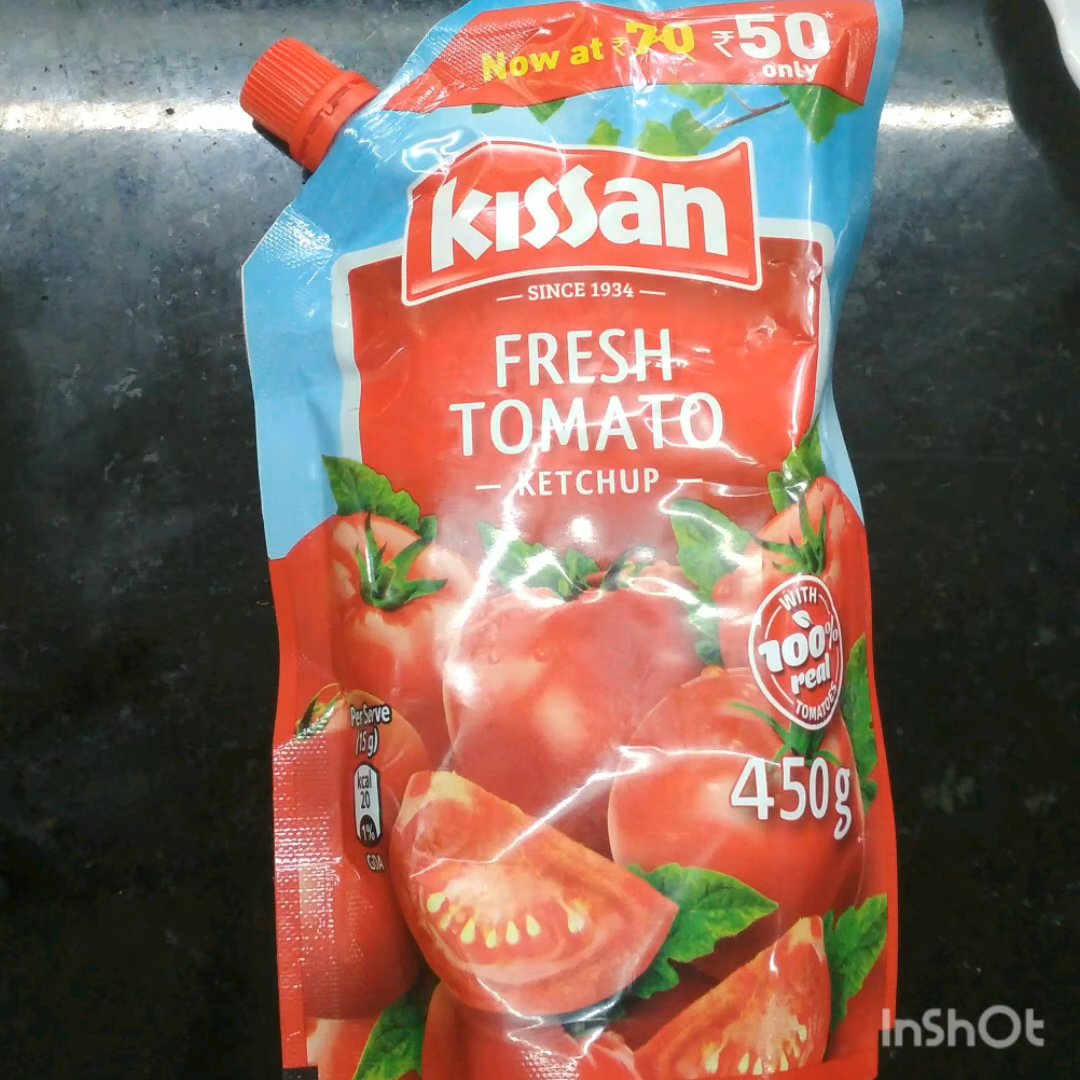 Now at ₹70 ₹50*
only
kissan
SINCE 1934
FRESH
TOMATO
KETCHUP
WITH
100%
real
TOMATOES
Per Serve
(15g)
kcal
20
1%
GDA
450g
InShOt